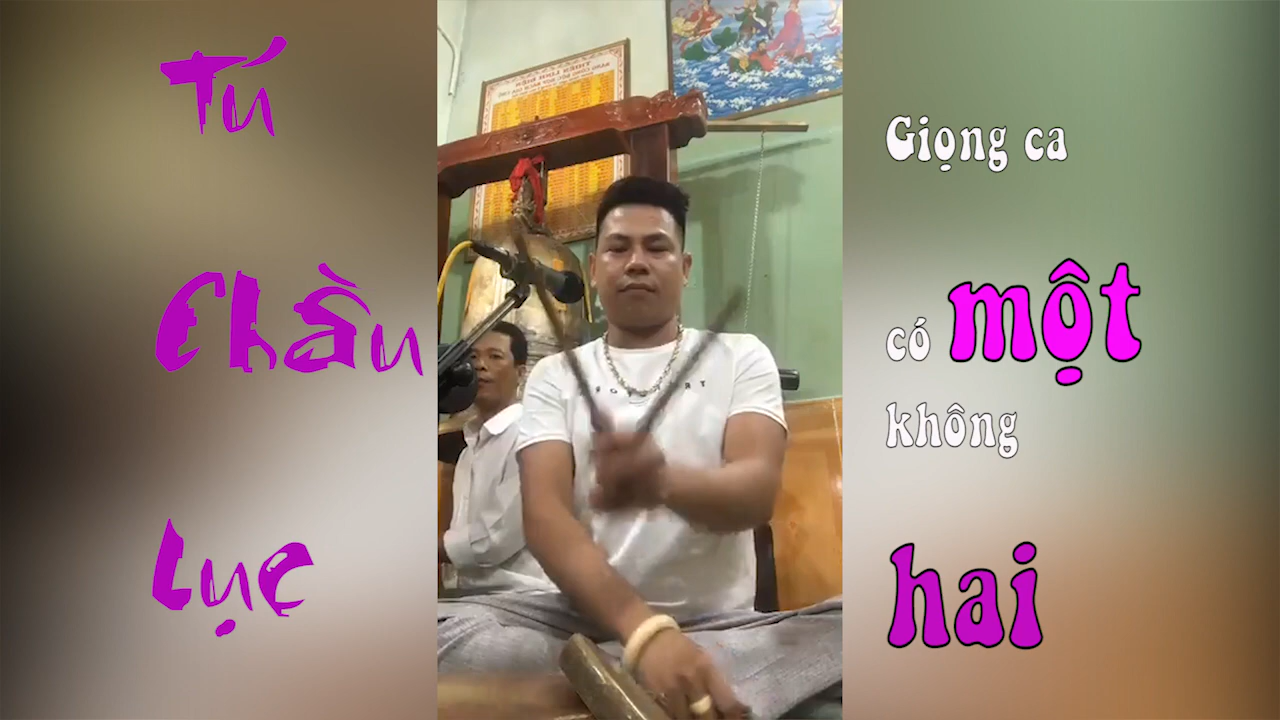 Tú
Chầu
Lục
Giọng ca
có một
không
hai